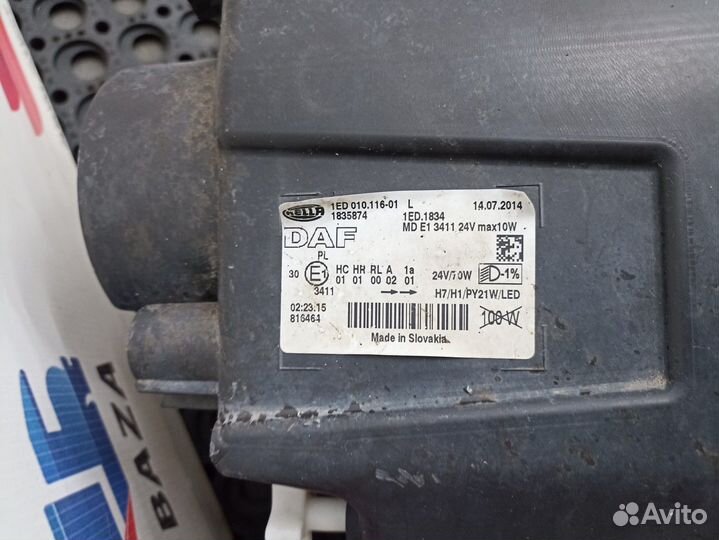 HELLA 1ED 010.116-01 L 14.07.2014
1835874 1ED.1834
MD E1 3411 24V max10W
DAF
PL
30 E1 HC HR RL A 1a 24V/70W -1%
01 01 00 02 01
3411 H7/H1/PY21W/LED
02:23:15
816464
100 W
Made in Slovakia
BAZA
Avito